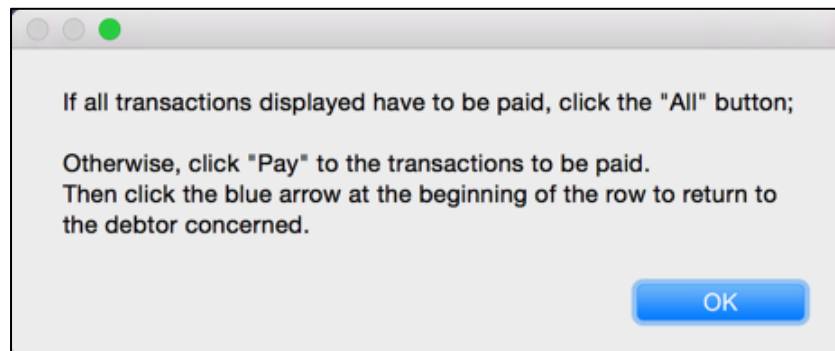 If all transactions displayed have to be paid, click the "All" button;
Otherwise, click "Pay" to the transactions to be paid.
Then click the blue arrow at the beginning of the row to return to
the debtor concerned.
OK